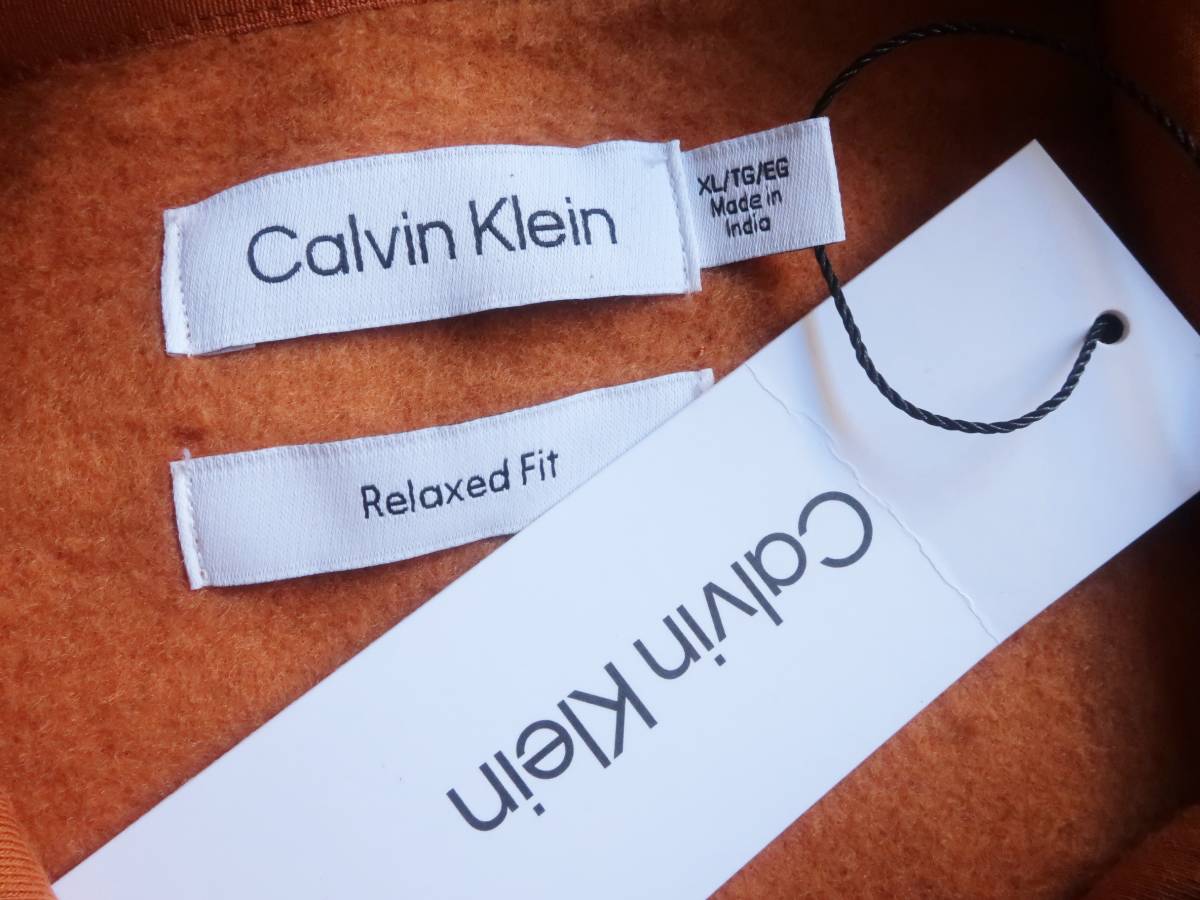 Calvin Klein
XL/TG/EG
Made in
India
Relaxed Fit
Calvin Klein